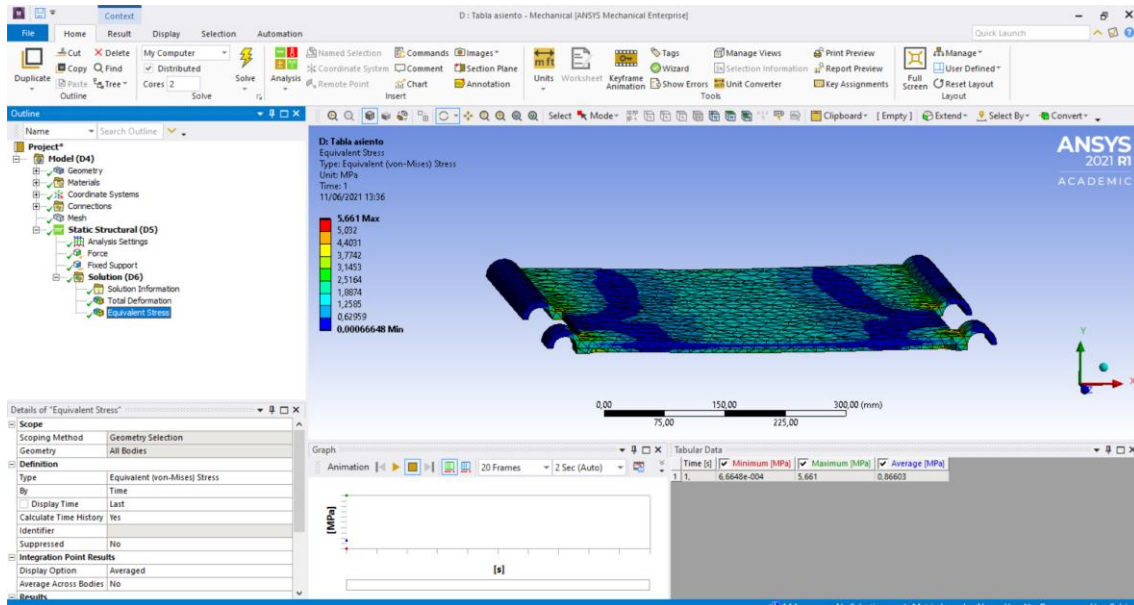 Context
D : Tabla asiento - Mechanical [ANSYS Mechanical Enterprise]
File Home Result Display Selection Automation
Quick Launch
Duplicate
Cut
Copy
Paste
Delete
Find
Tree
Outline
My Computer
Distributed
Cores 2
Solve
Solve
Analysis
Named Selection
Coordinate System
Remote Point
Commands
Comment
Chart
Images
Section Plane
Annotation
Insert
Units
Worksheet
Keyframe
Animation
Tags
Wizard
Show Errors
Manage Views
Selection Information
Unit Converter
Print Preview
Report Preview
Key Assignments
Tools
Full
Screen
Manage
User Defined
Reset Layout
Layout
Outline
Name Search Outline
Project*
Model (D4)
Geometry
Materials
Coordinate Systems
Connections
Mesh
Static Structural (D5)
Analysis Settings
Force
Fixed Support
Solution (D6)
Solution Information
Total Deformation
Equivalent Stress
Select Mode Clipboard [ Empty ] Extend Select By Convert
D: Tabla asiento
Equivalent Stress
Type: Equivalent (von-Mises) Stress
Unit: MPa
Time: 1
11/06/2021 13:36
5,661 Max
5,032
4,4031
3,7742
3,1453
2,5164
1,8874
1,2585
0,62959
0,00066648 Min
ANSYS
2021 R1
ACADEMIC
Y
X
0,00 150,00 300,00 (mm)
75,00 225,00
Details of "Equivalent Stress"
Scope
Scoping Method Geometry Selection
Geometry All Bodies
Definition
Type Equivalent (von-Mises) Stress
By Time
Display Time Last
Calculate Time History Yes
Identifier
Suppressed No
Integration Point Results
Display Option Averaged
Average Across Bodies No
Results
Graph
Animation 20 Frames 2 Sec (Auto)
[MPa]
[s]
Tabular Data
Time [s] Minimum [MPa] Maximum [MPa] Average [MPa]
1 1, 6,6648e-004 5,661 0,86603